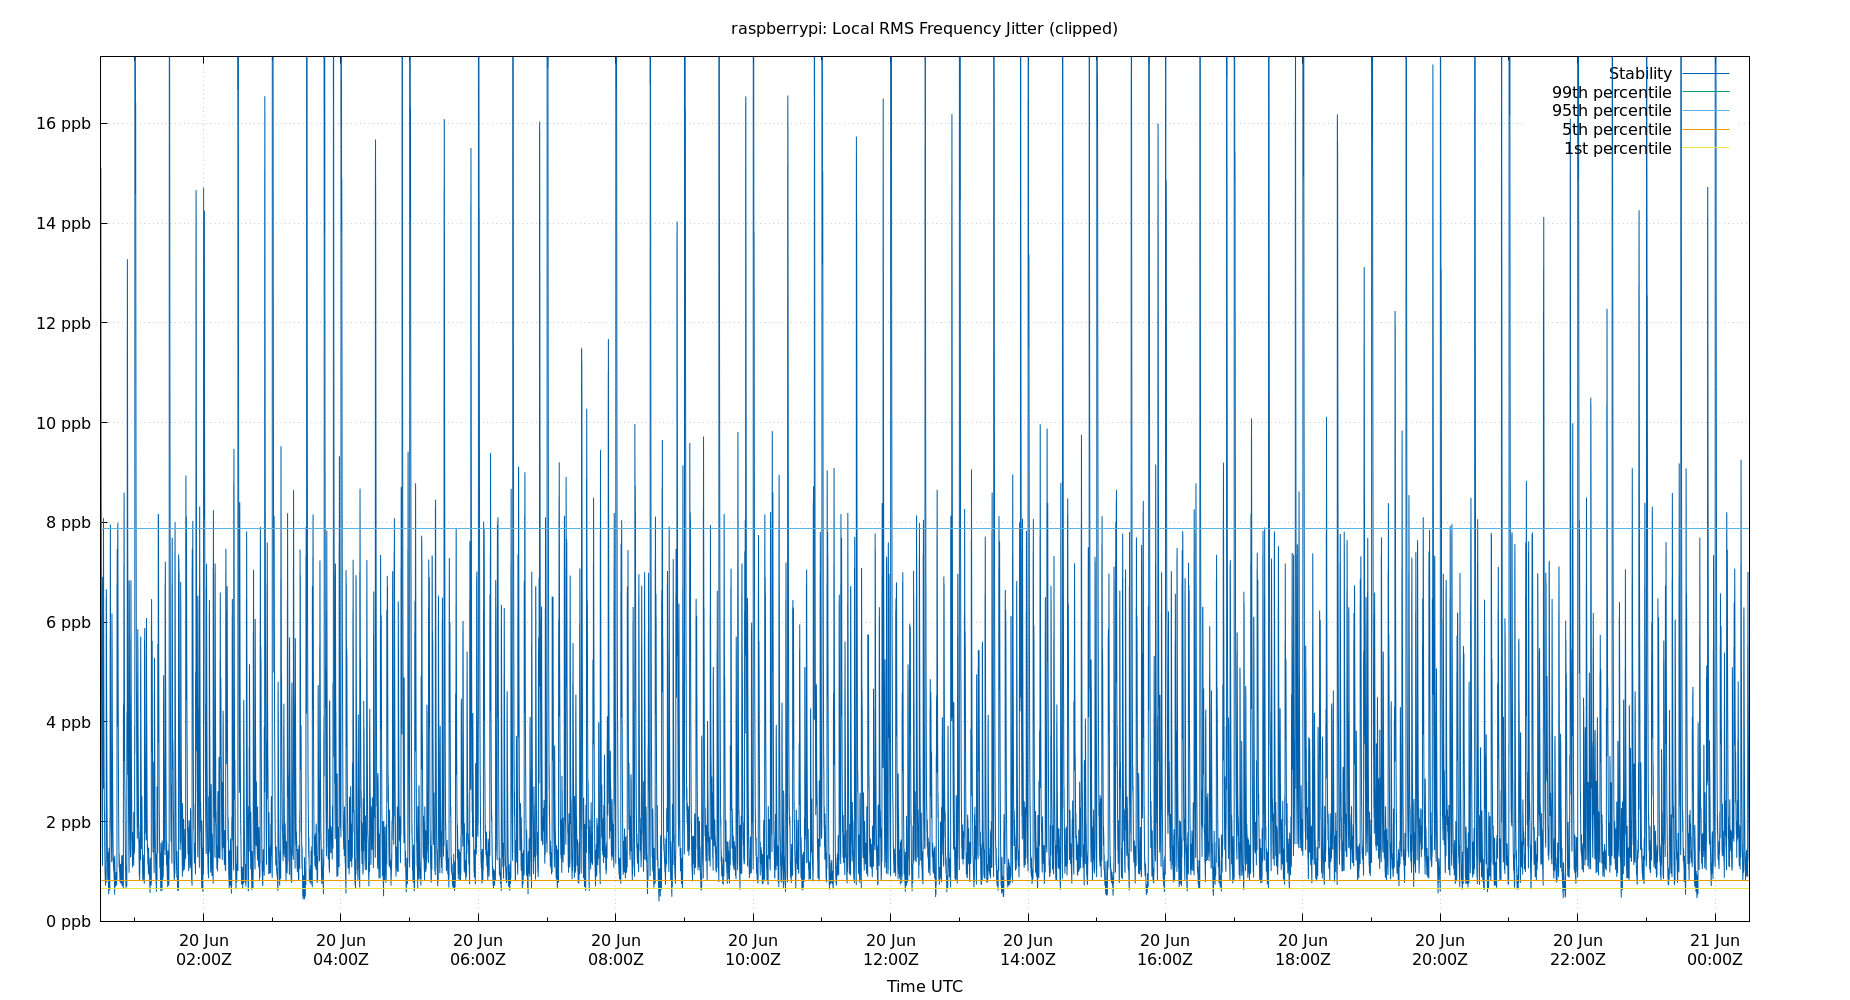 raspberrypi: Local RMS Frequency Jitter (clipped)
Stability
99th percentile
95th percentile
5th percentile
1st percentile
16 ppb
14 ppb
12 ppb
10 ppb
8 ppb
6 ppb
4 ppb
2 ppb
0 ppb
20 Jun 20 Jun 20 Jun 20 Jun 20 Jun 20 Jun 20 Jun 20 Jun 20 Jun 20 Jun 20 Jun 21 Jun
02:00Z 04:00Z 06:00Z 08:00Z 10:00Z 12:00Z 14:00Z 16:00Z 18:00Z 20:00Z 22:00Z 00:00Z
Time UTC